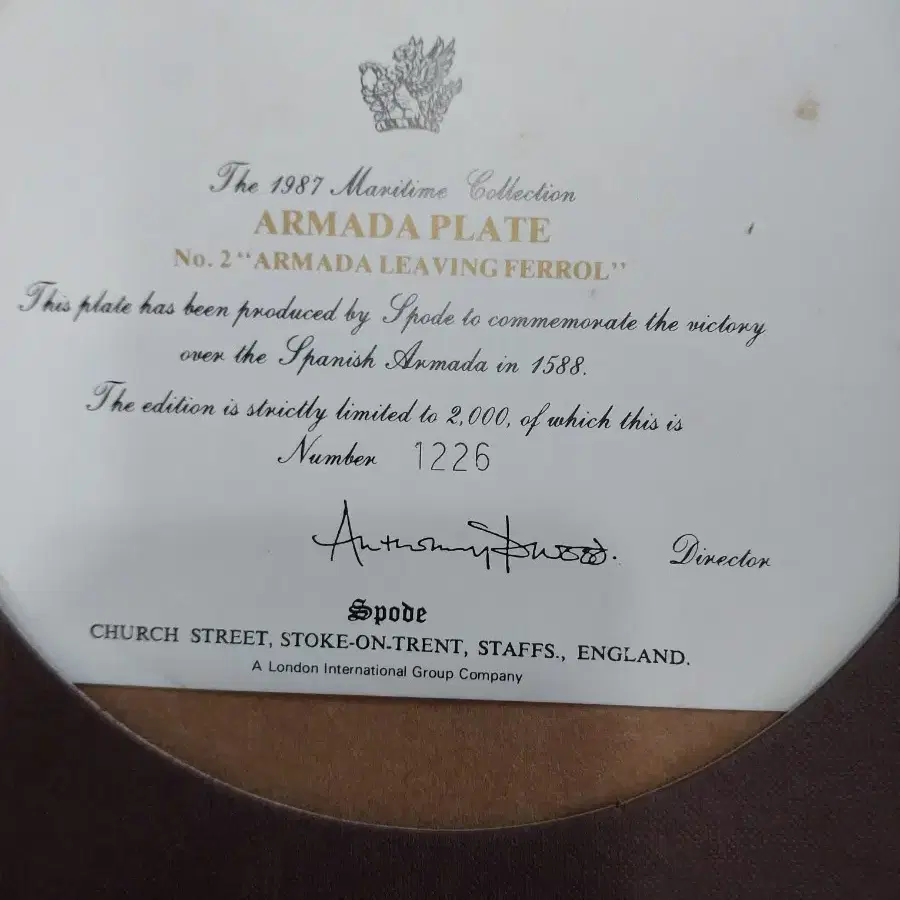 The 1987 Maritime Collection
ARMADA PLATE
No. 2 "ARMADA LEAVING FERROL"
This plate has been produced by Spode to commemorate the victory
over the Spanish Armada in 1588.
The edition is strictly limited to 2,000, of which this is
Number 1226
Anthony Director
Spode
CHURCH STREET, STOKE-ON-TRENT, STAFFS., ENGLAND.
A London International Group Company